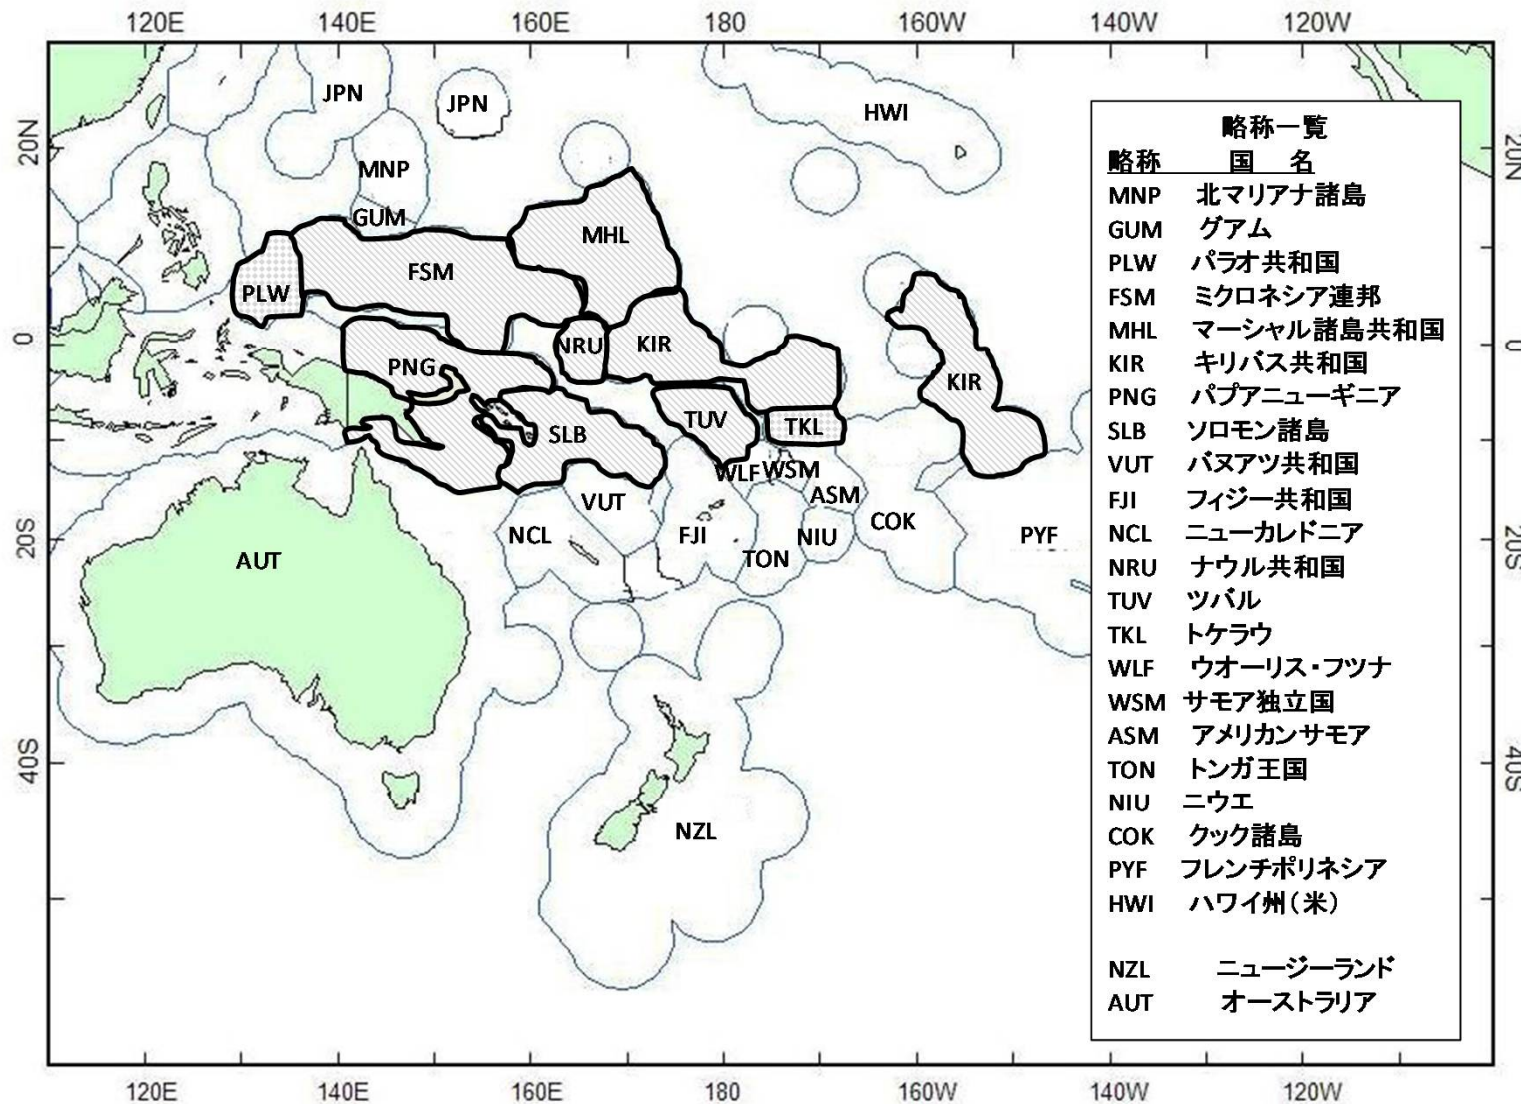 120E 140E 160E 180 160W 140W 120W
JPN JPN
HWI
20N 20N
MNP
GUM
MHL
FSM
PLW
0 0
NRU KIR
PNG
KIR
TUV TKL
SLB
WLF WSM
ASM
VUT
COK
NCL FJI NIU PYF
20S 20S
TON
AUT
40S 40S
NZL
120E 140E 160E 180 160W 140W 120W
略称一覧
略称 国 名
MNP 北マリアナ諸島
GUM グアム
PLW パラオ共和国
FSM ミクロネシア連邦
MHL マーシャル諸島共和国
KIR キリバス共和国
PNG パプアニューギニア
SLB ソロモン諸島
VUT バヌアツ共和国
FJI フィジー共和国
NCL ニューカレドニア
NRU ナウル共和国
TUV ツバル
TKL トケラウ
WLF ウオーリス・フツナ
WSM サモア独立国
ASM アメリカンサモア
TON トンガ王国
NIU ニウエ
COK クック諸島
PYF フレンチポリネシア
HWI ハワイ州(米)
NZL ニュージーランド
AUT オーストラリア